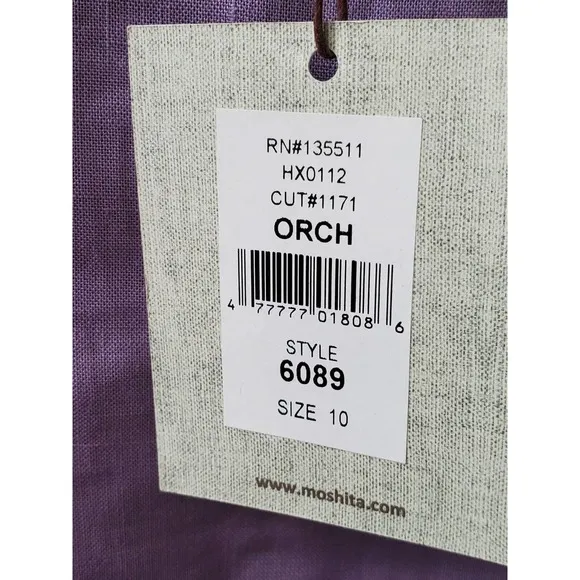 RN#135511
HX0112
CUT#1171
ORCH
4 77777 01808 6
STYLE
6089
SIZE 10
www.moshita.com